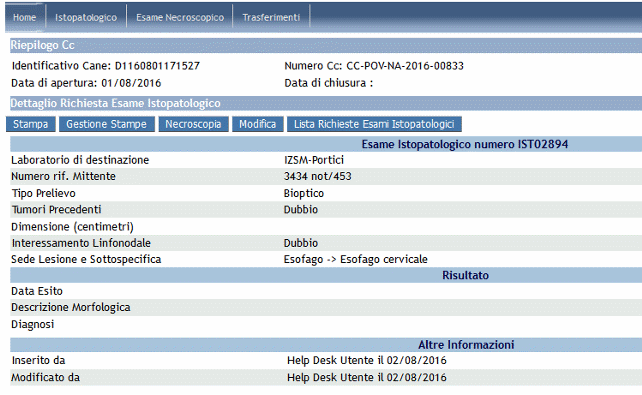 Home Istopatologico Esame Necroscopico Trasferimenti
Riepilogo Cc
Identificativo Cane: D1160801171527 Numero Cc: CC-POV-NA-2016-00833
Data di apertura: 01/08/2016 Data di chiusura :
Dettaglio Richiesta Esame Istopatologico
Stampa Gestione Stampe Necroscopia Modifica Lista Richieste Esami Istopatologici
Esame Istopatologico numero IST02894
Laboratorio di destinazione IZSM-Portici
Numero rif. Mittente 3434 not/453
Tipo Prelievo Bioptico
Tumori Precedenti Dubbio
Dimensione (centimetri)
Interessamento Linfonodale Dubbio
Sede Lesione e Sottospecifica Esofago -> Esofago cervicale
Risultato
Data Esito
Descrizione Morfologica
Diagnosi
Altre Informazioni
Inserito da Help Desk Utente il 02/08/2016
Modificato da Help Desk Utente il 02/08/2016